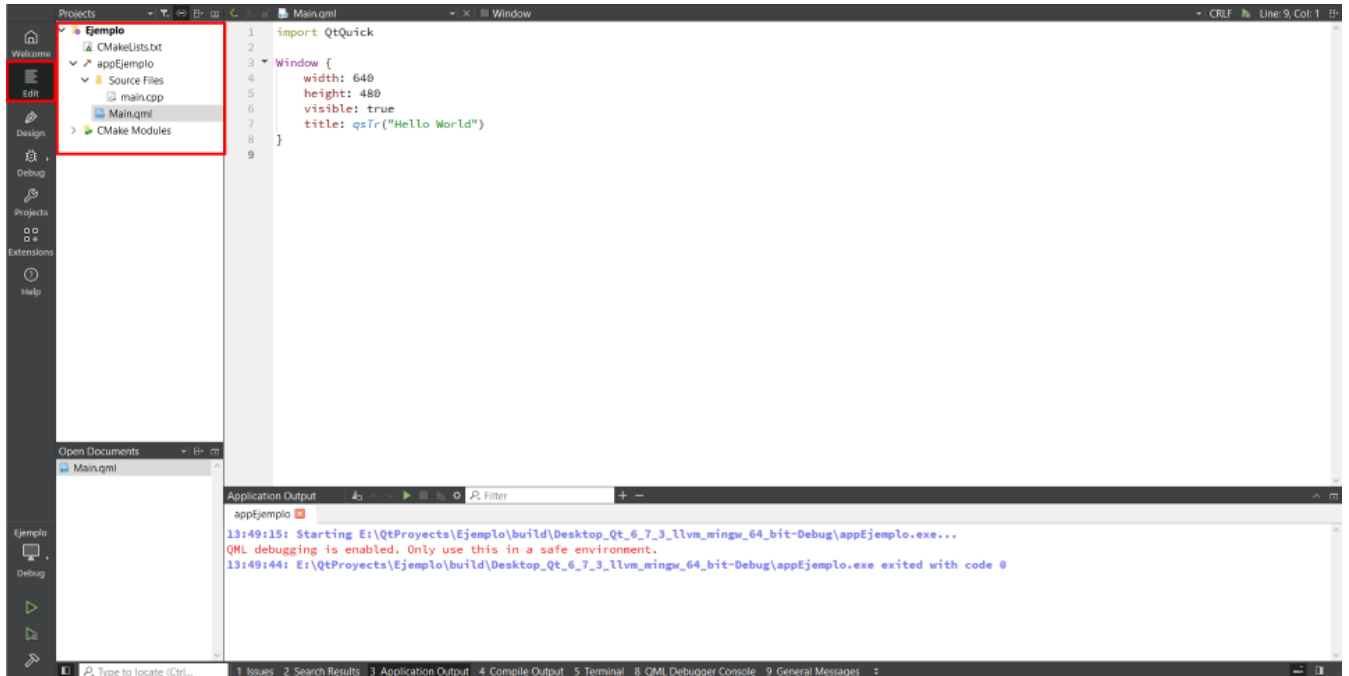 Projects
Main.qml
Window
CRLF
Line: 9, Col: 1
Welcome
Edit
Design
Debug
Projects
Extensions
Help
Ejemplo
CMakeLists.txt
appEjemplo
Source Files
main.cpp
Main.qml
CMake Modules
1 import QtQuick
2
3 Window {
4 width: 640
5 height: 480
6 visible: true
7 title: qsTr("Hello World")
8 }
9
Open Documents
Main.qml
Application Output
Filter
appEjemplo
13:49:15: Starting E:\QtProyects\Ejemplo\build\Desktop_Qt_6_7_3_llvm_mingw_64_bit-Debug\appEjemplo.exe...
QML debugging is enabled. Only use this in a safe environment.
13:49:44: E:\QtProyects\Ejemplo\build\Desktop_Qt_6_7_3_llvm_mingw_64_bit-Debug\appEjemplo.exe exited with code 0
Ejemplo
Debug
Type to locate (Ctrl...
1 Issues 2 Search Results 3 Application Output 4 Compile Output 5 Terminal 8 QML Debugger Console 9 General Messages